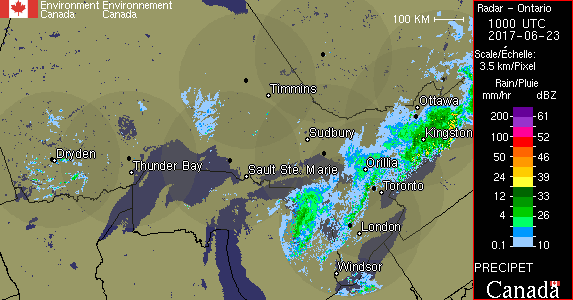 Environment Environnement
Canada Canada
100 KM
Timmins
Ottawa
Sudbury
Kingston
Dryden
Thunder Bay
Sault Ste. Marie
Orillia
Toronto
London
Windsor
Radar - Ontario
1000 UTC
2017-06-23
Scale/Échelle:
3.5 km/Pixel
Rain/Pluie
mm/hr dBZ
200 61
100 52
50 46
24 39
12 33
4 26
0.1 10
PRECIPET
Canada